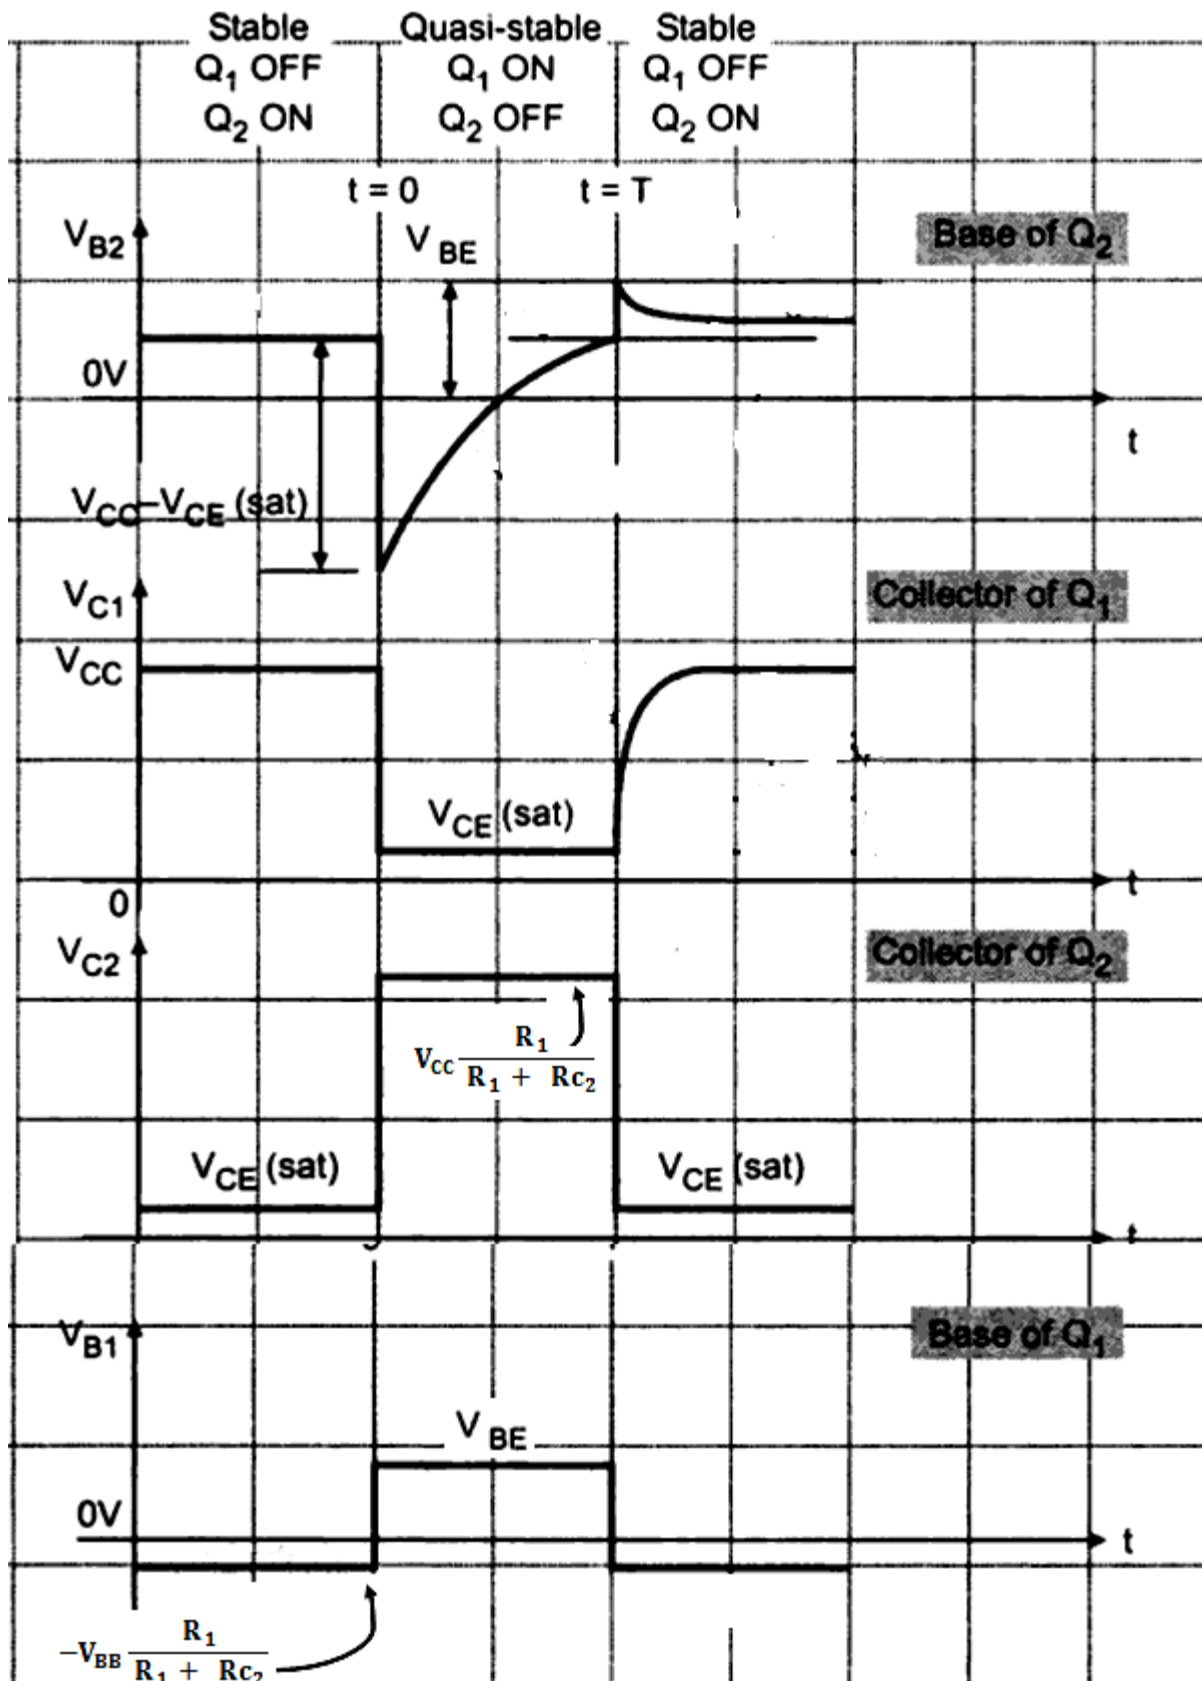 Stable Quasi-stable Stable
Q1 OFF Q1 ON Q1 OFF
Q2 ON Q2 OFF Q2 ON
t = 0 t = T
VB2 VBE Base of Q2
0V
t
VCC–VCE (sat)
VC1 Collector of Q1
VCC
VCE (sat)
0 t
VC2 Collector of Q2
VCC R1 / R1 + RC2
VCE (sat) VCE (sat)
t
VB1 Base of Q1
VBE
0V t
-VBB R1 / R1 + RC2